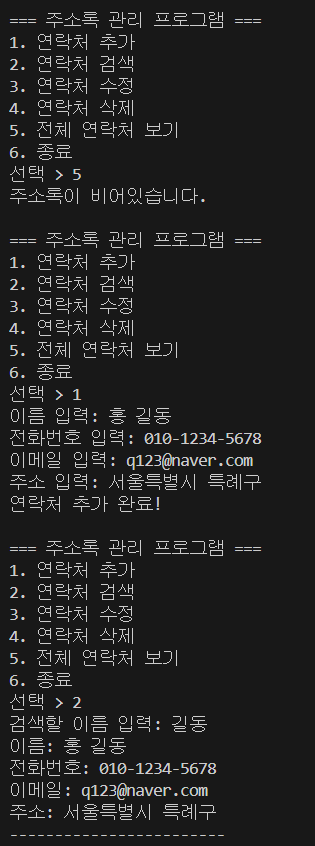 === 주소록 관리 프로그램 ===
1. 연락처 추가
2. 연락처 검색
3. 연락처 수정
4. 연락처 삭제
5. 전체 연락처 보기
6. 종료
선택 > 5
주소록이 비어있습니다.
=== 주소록 관리 프로그램 ===
1. 연락처 추가
2. 연락처 검색
3. 연락처 수정
4. 연락처 삭제
5. 전체 연락처 보기
6. 종료
선택 > 1
이름 입력: 홍 길동
전화번호 입력: 010-1234-5678
이메일 입력: q123@naver.com
주소 입력: 서울특별시 특례구
연락처 추가 완료!
=== 주소록 관리 프로그램 ===
1. 연락처 추가
2. 연락처 검색
3. 연락처 수정
4. 연락처 삭제
5. 전체 연락처 보기
6. 종료
선택 > 2
검색할 이름 입력: 길동
이름: 홍 길동
전화번호: 010-1234-5678
이메일: q123@naver.com
주소: 서울특별시 특례구
------------------------